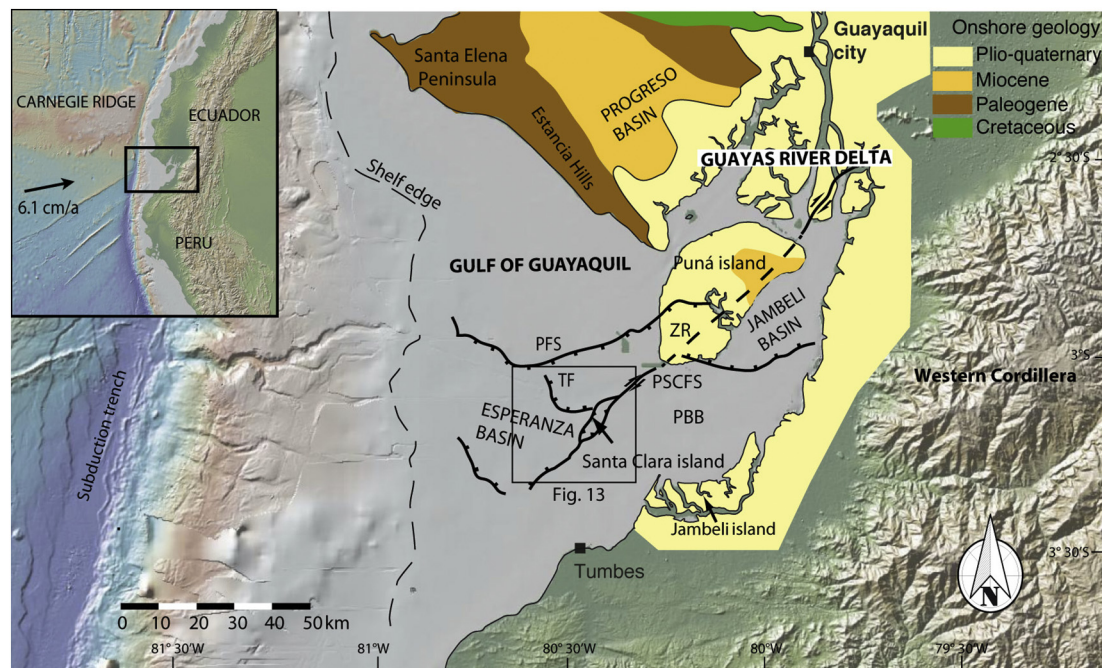 CARNEGIE RIDGE
ECUADOR
6.1 cm/a
PERU
Santa Elena
Peninsula
PROGRESO
BASIN
Estancia Hills
Guayaquil
city
Onshore geology
Plio-quaternary
Miocene
Paleogene
Cretaceous
GUAYAS RIVER DELTA
2°30'S
Shelf edge
GULF OF GUAYAQUIL
Puná island
JAMBELI
BASIN
ZR
PFS
3°S
TF
PSCFS
Western Cordillera
ESPERANZA
BASIN
PBB
Santa Clara island
Fig. 13
Subduction trench
Jambeli island
3°30'S
Tumbes
N
0 10 20 30 40 50 km
81°30'W
81°W
80°30'W
80°W
79°30'W